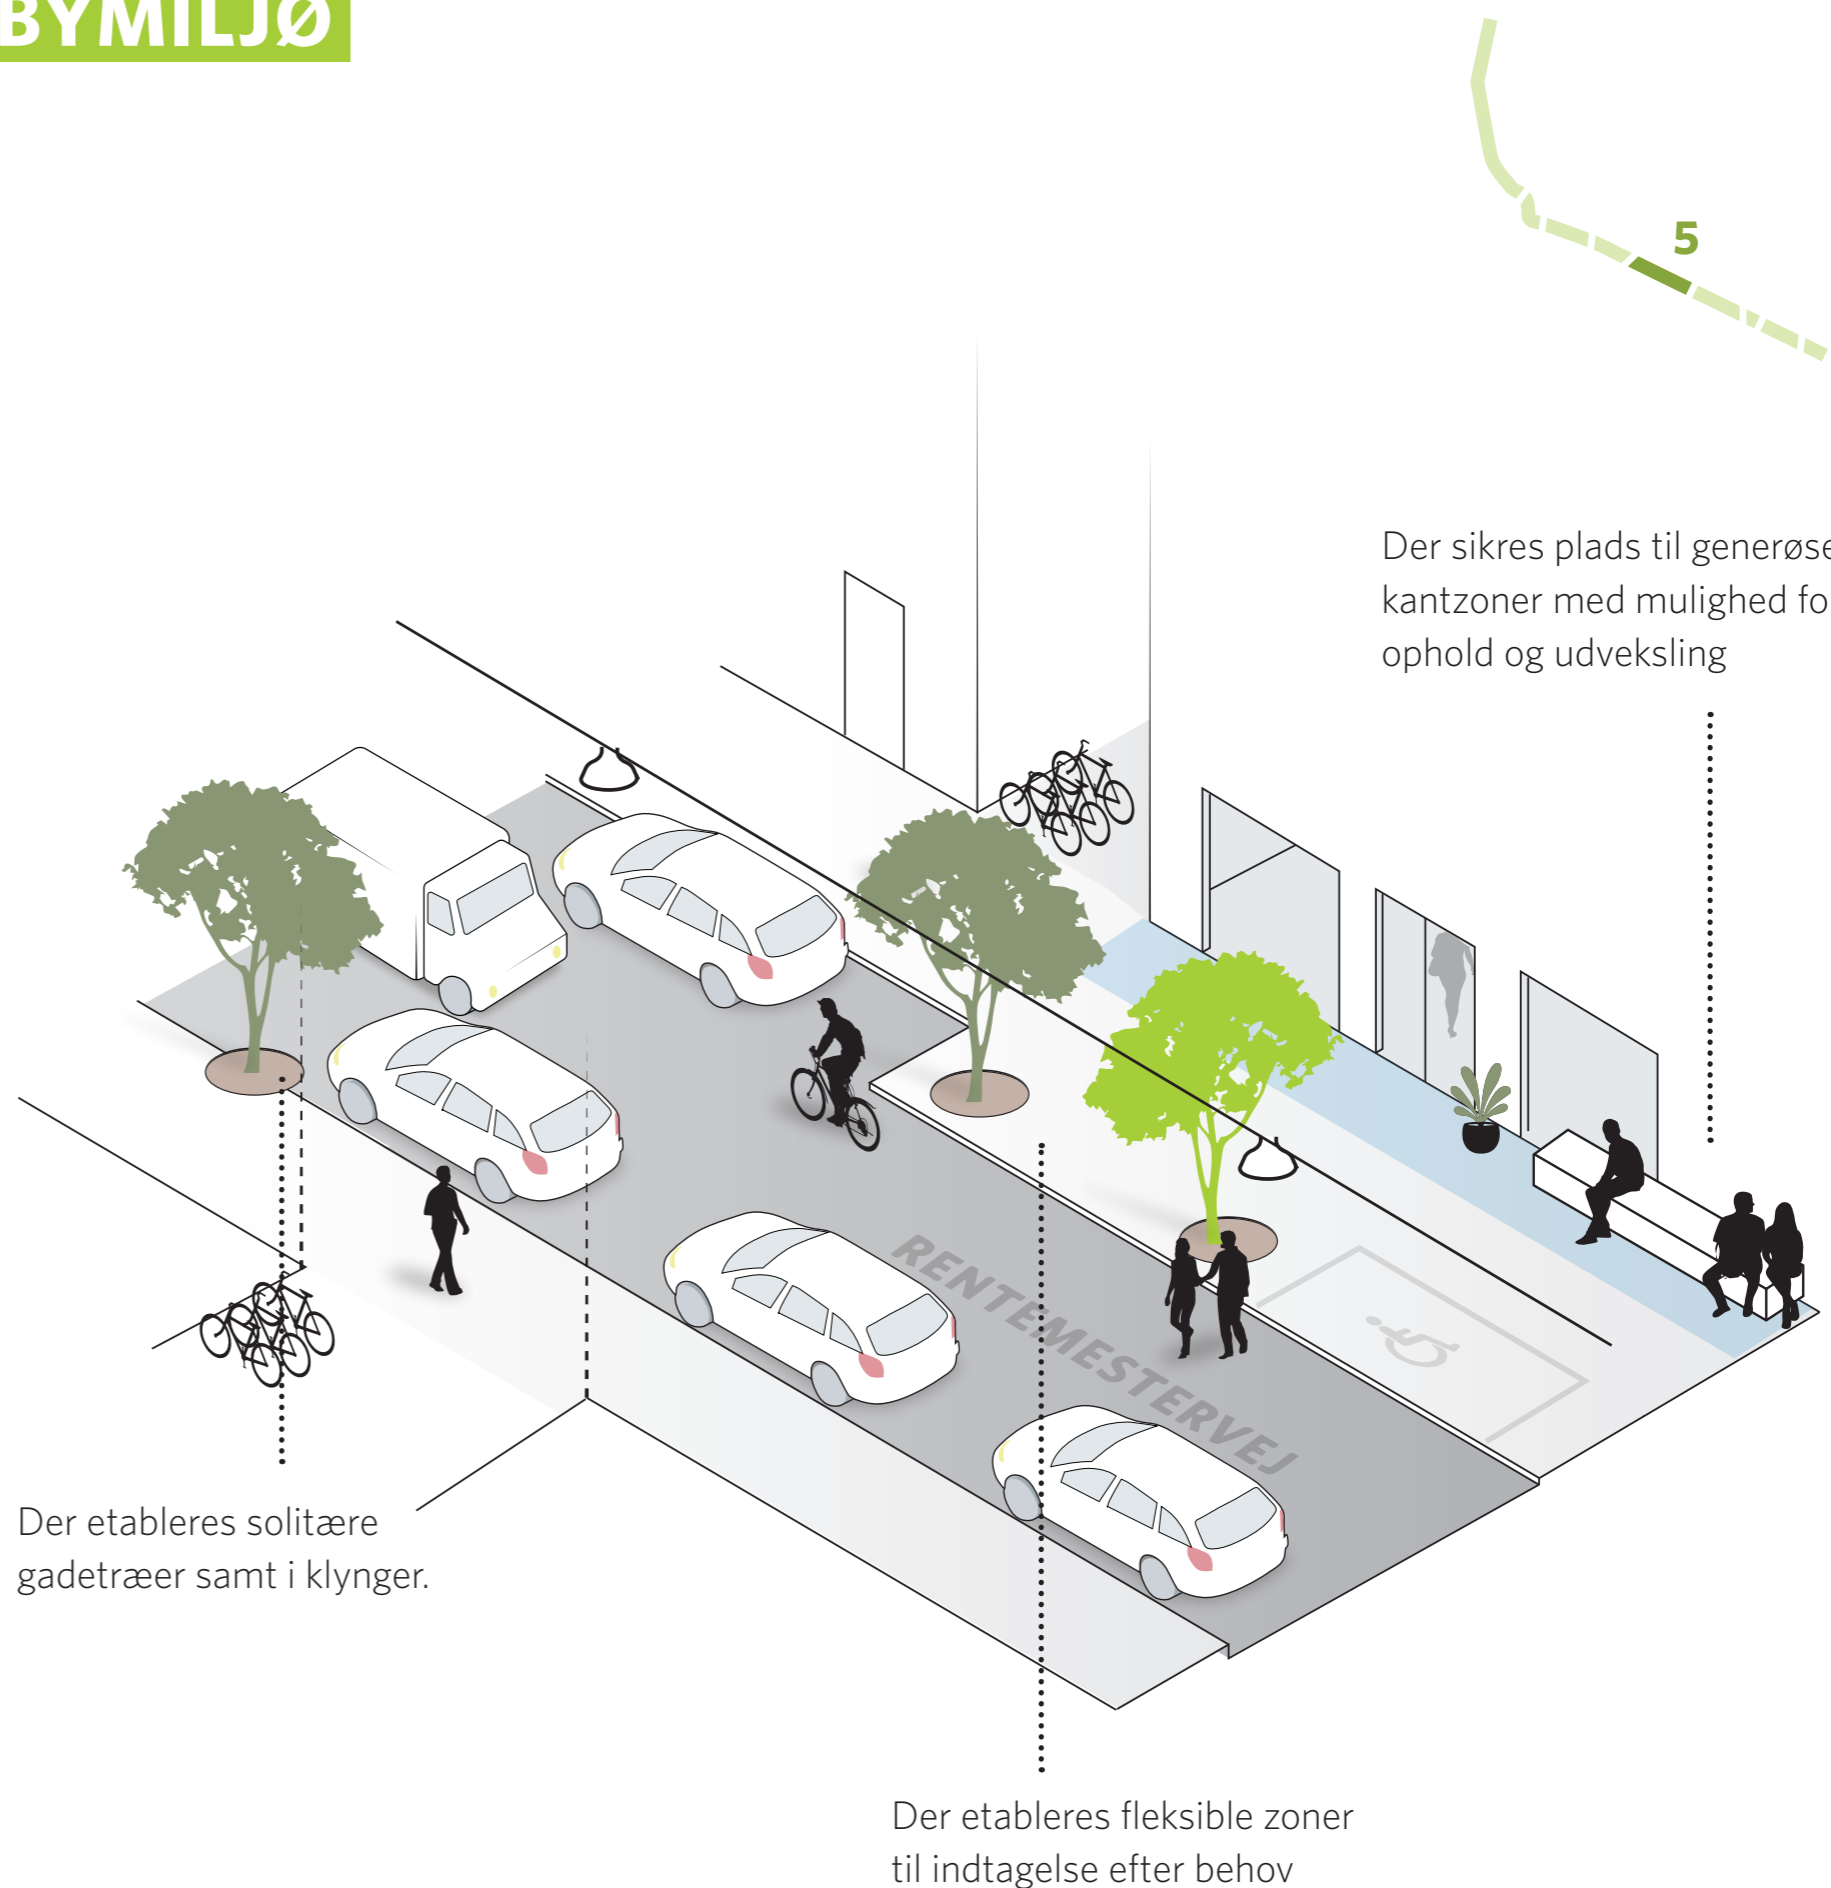 BYMILJØ
5
Der sikres plads til generøse
kantzoner med mulighed fo
ophold og udveksling
RENTEMESTERVEJ
Der etableres solitære
gadetræer samt i klynger.
Der etableres fleksible zoner
til indtagelse efter behov